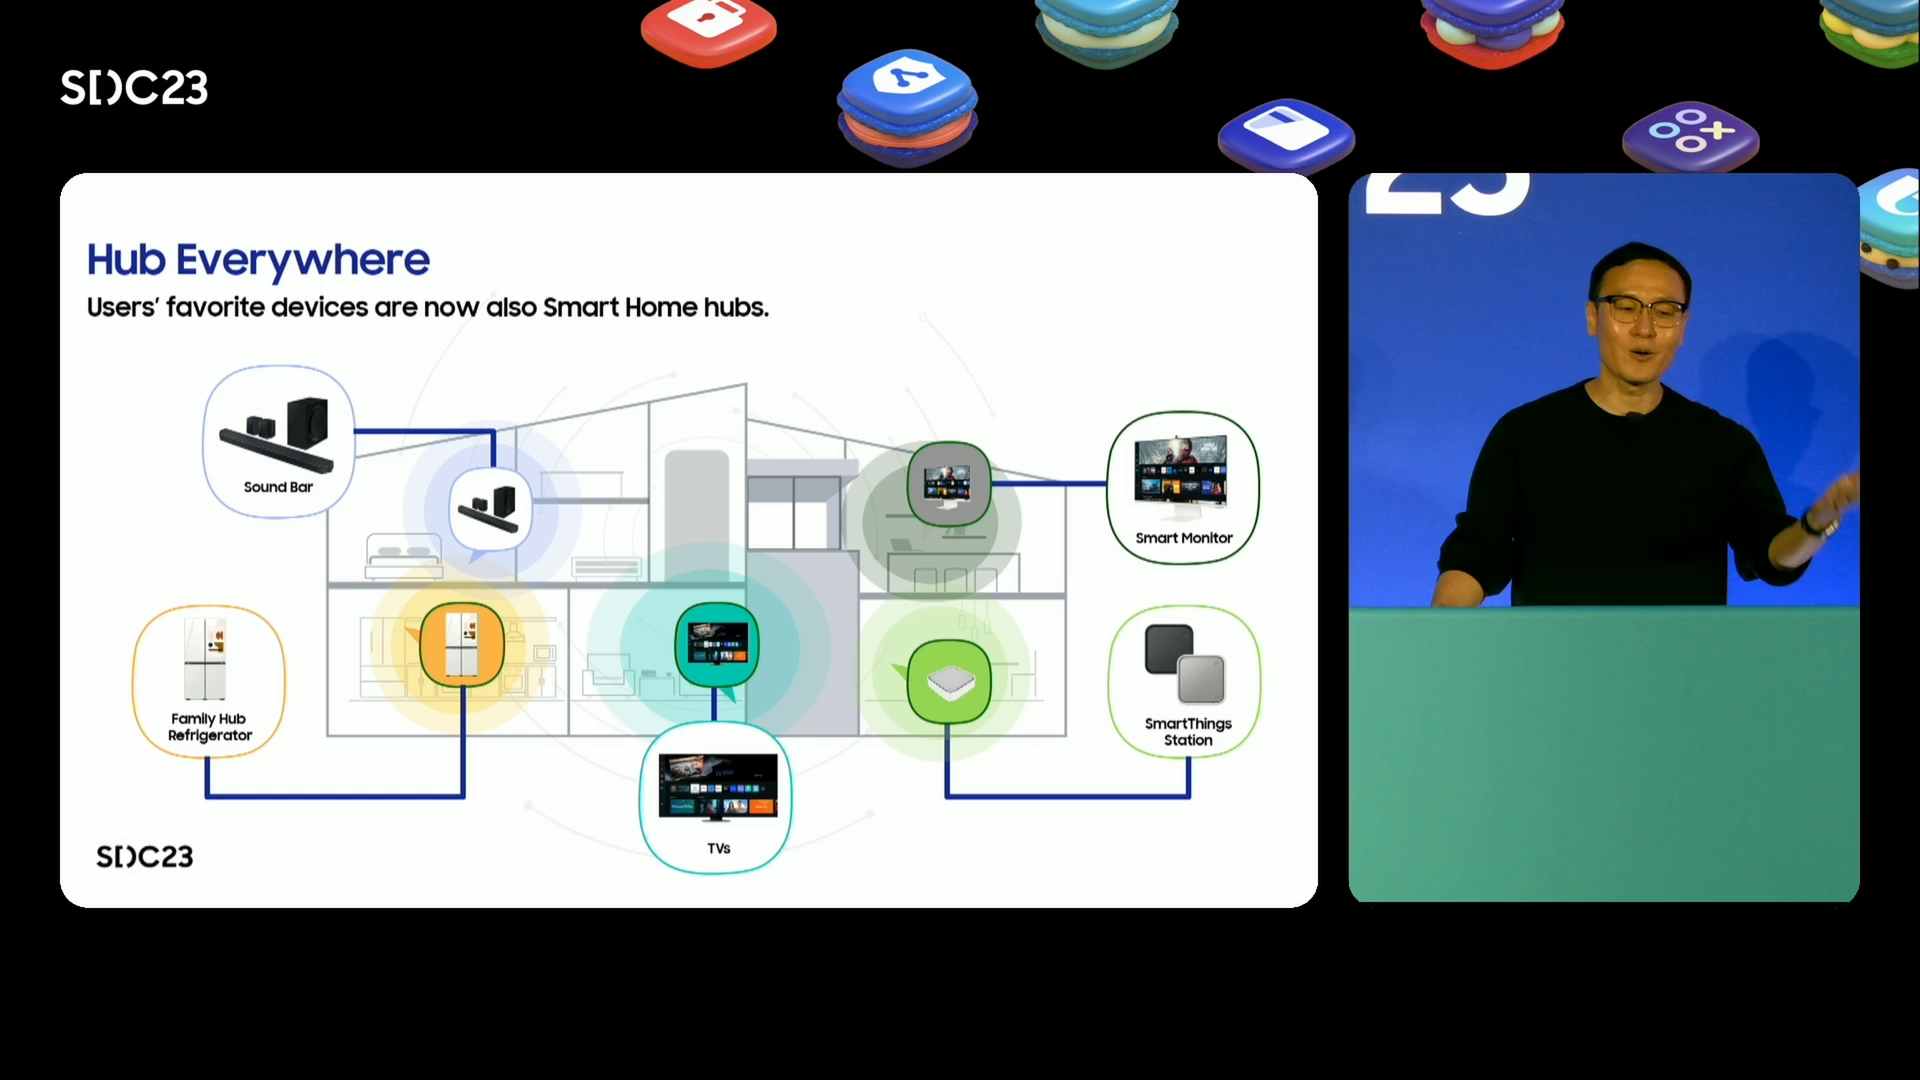 SDC23
Hub Everywhere
Users' favorite devices are now also Smart Home hubs.
Sound Bar
Smart Monitor
Family Hub
Refrigerator
SmartThings
Station
TVs
SDC23
23